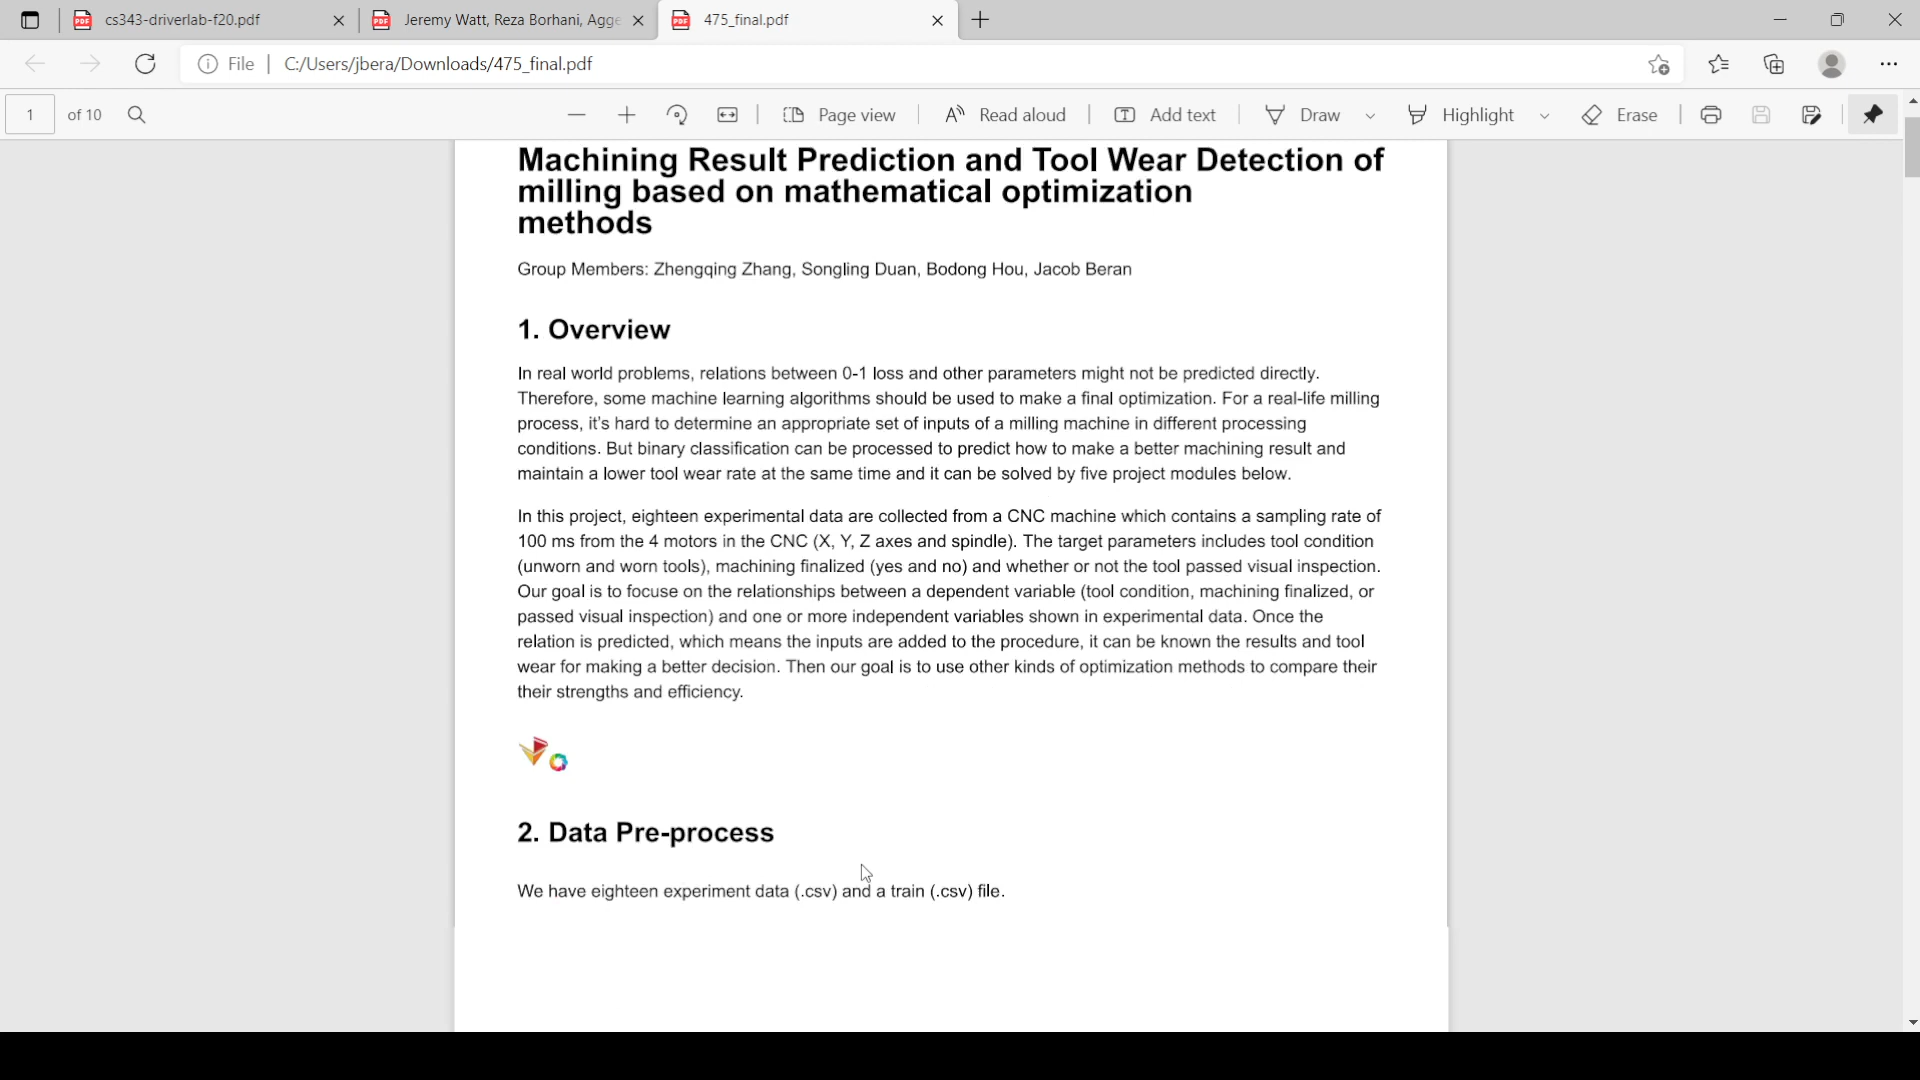 cs343-driverlab-f20.pdf
Jeremy Watt, Reza Borhani, Agge
475_final.pdf
File
C:/Users/jbera/Downloads/475_final.pdf
1 of 10
Page view
Read aloud
Add text
Draw
Highlight
Erase
Machining Result Prediction and Tool Wear Detection of
milling based on mathematical optimization
methods
Group Members: Zhengqing Zhang, Songling Duan, Bodong Hou, Jacob Beran
1. Overview
In real world problems, relations between 0-1 loss and other parameters might not be predicted directly.
Therefore, some machine learning algorithms should be used to make a final optimization. For a real-life milling
process, it's hard to determine an appropriate set of inputs of a milling machine in different processing
conditions. But binary classification can be processed to predict how to make a better machining result and
maintain a lower tool wear rate at the same time and it can be solved by five project modules below.
In this project, eighteen experimental data are collected from a CNC machine which contains a sampling rate of
100 ms from the 4 motors in the CNC (X, Y, Z axes and spindle). The target parameters includes tool condition
(unworn and worn tools), machining finalized (yes and no) and whether or not the tool passed visual inspection.
Our goal is to focuse on the relationships between a dependent variable (tool condition, machining finalized, or
passed visual inspection) and one or more independent variables shown in experimental data. Once the
relation is predicted, which means the inputs are added to the procedure, it can be known the results and tool
wear for making a better decision. Then our goal is to use other kinds of optimization methods to compare their
their strengths and efficiency.
2. Data Pre-process
We have eighteen experiment data (.csv) and a train (.csv) file.